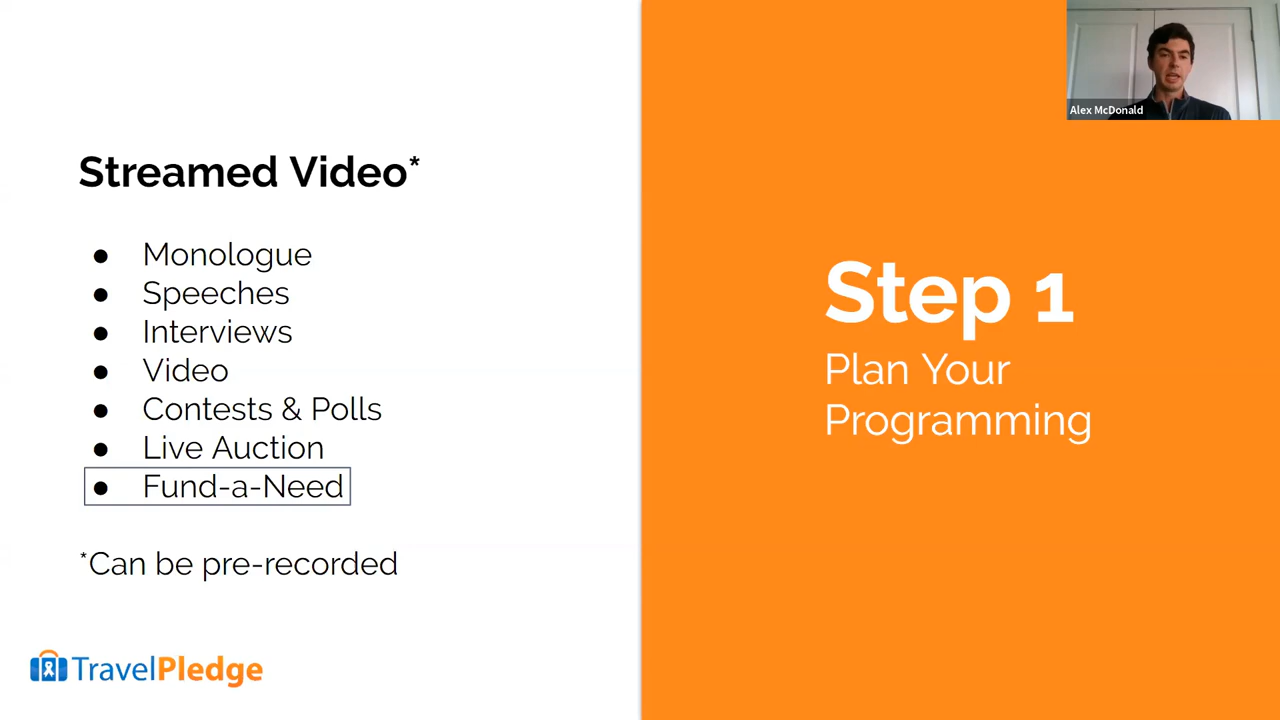 Streamed Video*
● Monologue
● Speeches
● Interviews
● Video
● Contests & Polls
● Live Auction
● Fund-a-Need
*Can be pre-recorded
TravelPledge
Step 1
Plan Your
Programming
Alex McDonald